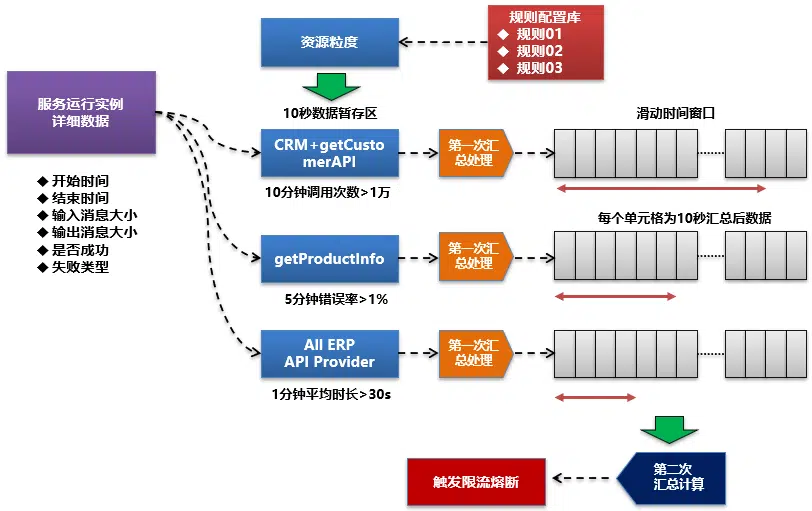 规则配置库
◆ 规则01
◆ 规则02
◆ 规则03
资源粒度
服务运行实例
详细数据
10秒数据暂存区
滑动时间窗口
CRM+getCusto
merAPI
第一次汇
总处理
10分钟调用次数>1万
◆ 开始时间
◆ 结束时间
◆ 输入消息大小
◆ 输出消息大小
◆ 是否成功
◆ 失败类型
每个单元格为10秒汇总后数据
getProductInfo
第一次汇
总处理
5分钟错误率>1%
All ERP
API Provider
第一次汇
总处理
1分钟平均时长>30s
第二次
汇总计算
触发限流熔断